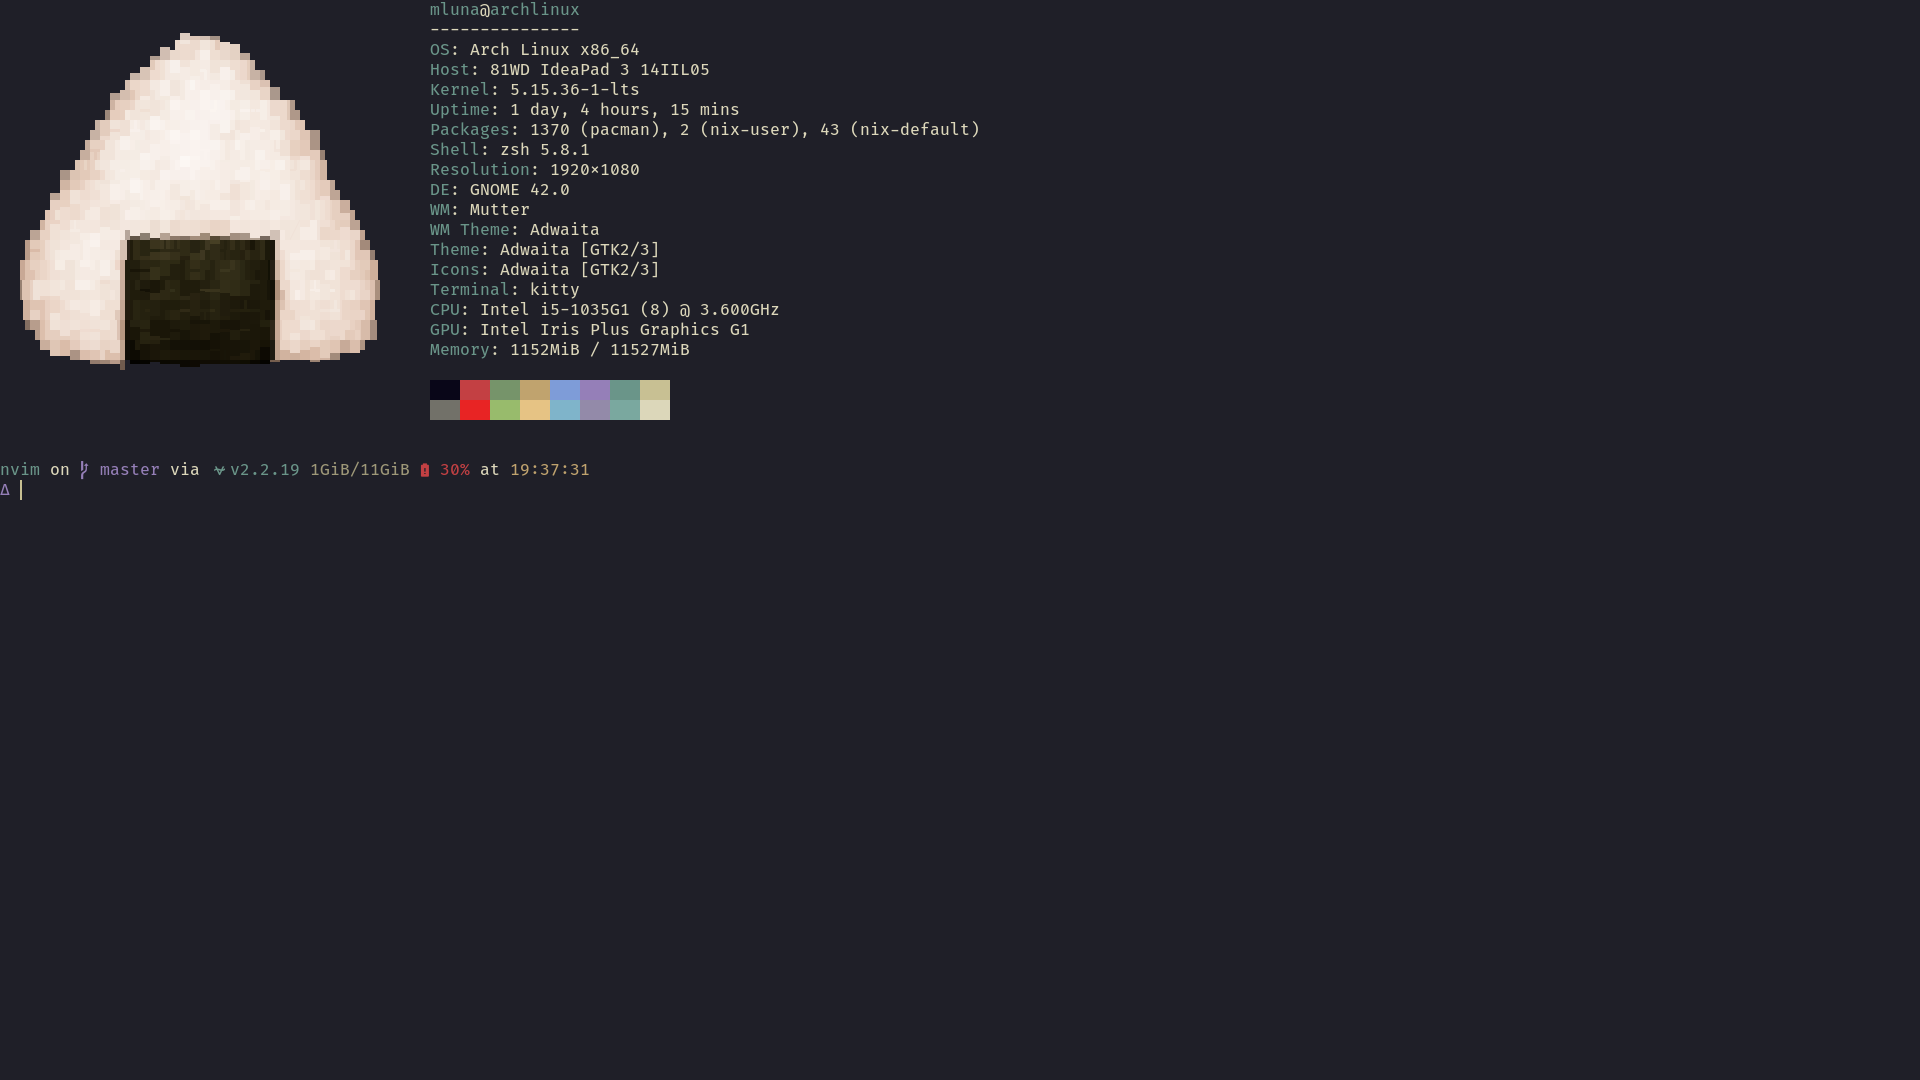 mluna@archlinux
---------------
OS: Arch Linux x86_64
Host: 81WD IdeaPad 3 14IIL05
Kernel: 5.15.36-1-lts
Uptime: 1 day, 4 hours, 15 mins
Packages: 1370 (pacman), 2 (nix-user), 43 (nix-default)
Shell: zsh 5.8.1
Resolution: 1920×1080
DE: GNOME 42.0
WM: Mutter
WM Theme: Adwaita
Theme: Adwaita [GTK2/3]
Icons: Adwaita [GTK2/3]
Terminal: kitty
CPU: Intel i5-1035G1 (8) @ 3.600GHz
GPU: Intel Iris Plus Graphics G1
Memory: 1152MiB / 11527MiB
nvim on master via v2.2.19 1GiB/11GiB 30% at 19:37:31
Δ